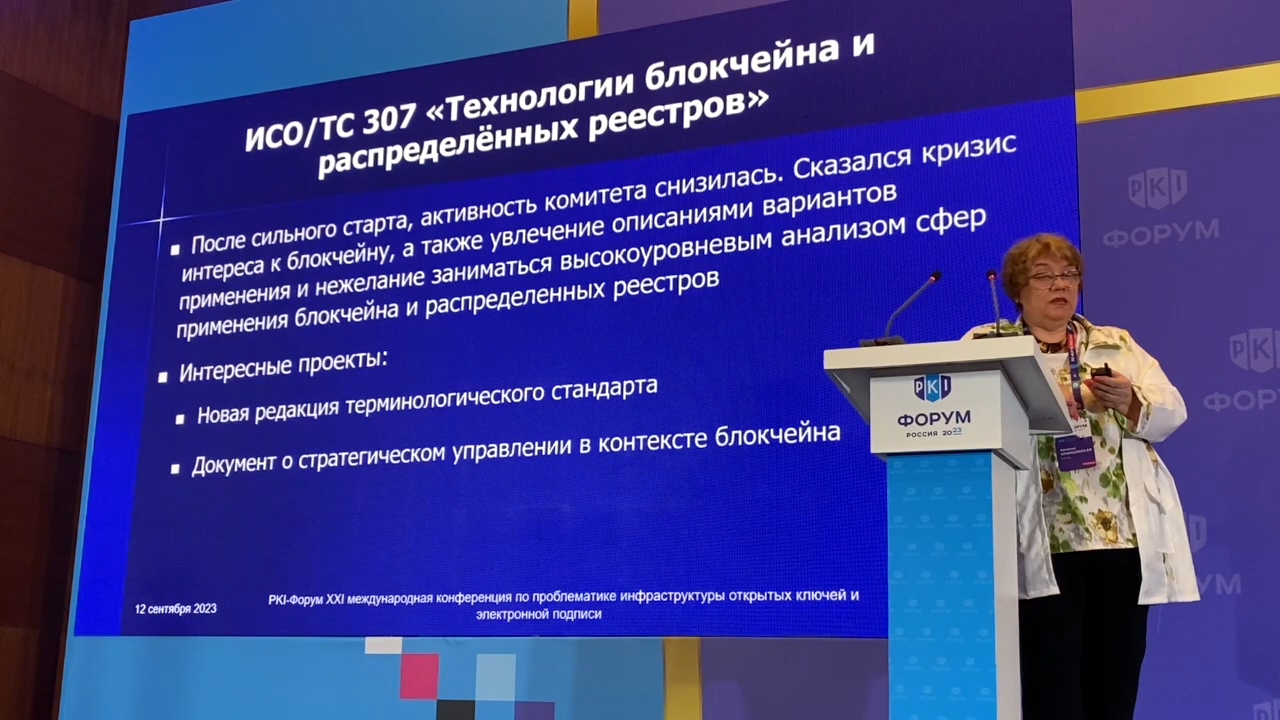 ИСО/ТС 307 «Технологии блокчейна и
распределённых реестров»
После сильного старта, активность комитета снизилась. Сказался кризис
интереса к блокчейну, а также увлечение описаниями вариантов
применения и нежелание заниматься высокоуровневым анализом сфер
применения блокчейна и распределенных реестров
Интересные проекты:
Новая редакция терминологического стандарта
Документ о стратегическом управлении в контексте блокчейна
12 сентября 2023
PKI-Форум XXI международная конференция по проблематике инфраструктуры открытых ключей и
электронной подписи
PKI
ФОРУМ
РОССИЯ 2023
PKI
ФОРУМ
PKI